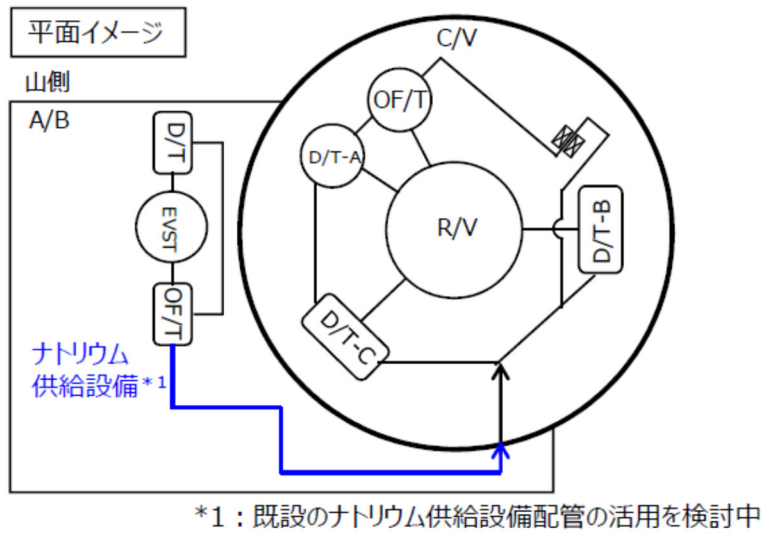 平面イメージ
山側
A/B
C/V
OF/T
D/T-A
R/V
D/T-B
D/T-C
D/T
EVST
OF/T
ナトリウム
供給設備*1
*1：既設のナトリウム供給設備配管の活用を検討中